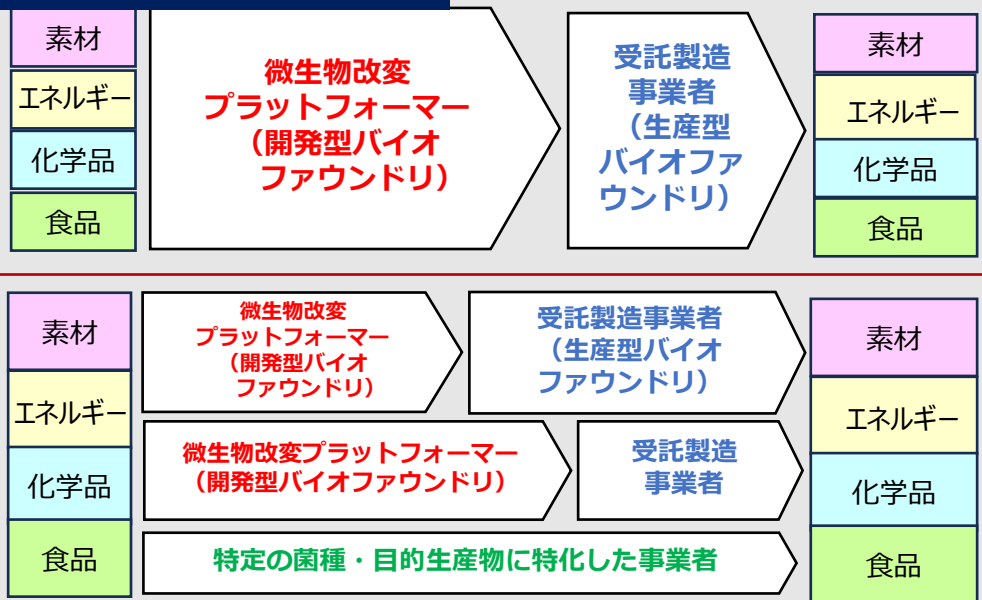 素材
エネルギー
化学品
食品
微生物改変
プラットフォーマー
（開発型バイオ
ファウンドリ）
受託製造
事業者
（生産型
バイオファ
ウンドリ）
素材
エネルギー
化学品
食品
素材
エネルギー
化学品
食品
微生物改変
プラットフォーマー
（開発型バイオ
ファウンドリ）
受託製造事業者
（生産型バイオ
ファウンドリ）
微生物改変プラットフォーマー
（開発型バイオファウンドリ）
受託製造
事業者
特定の菌種・目的生産物に特化した事業者
素材
エネルギー
化学品
食品